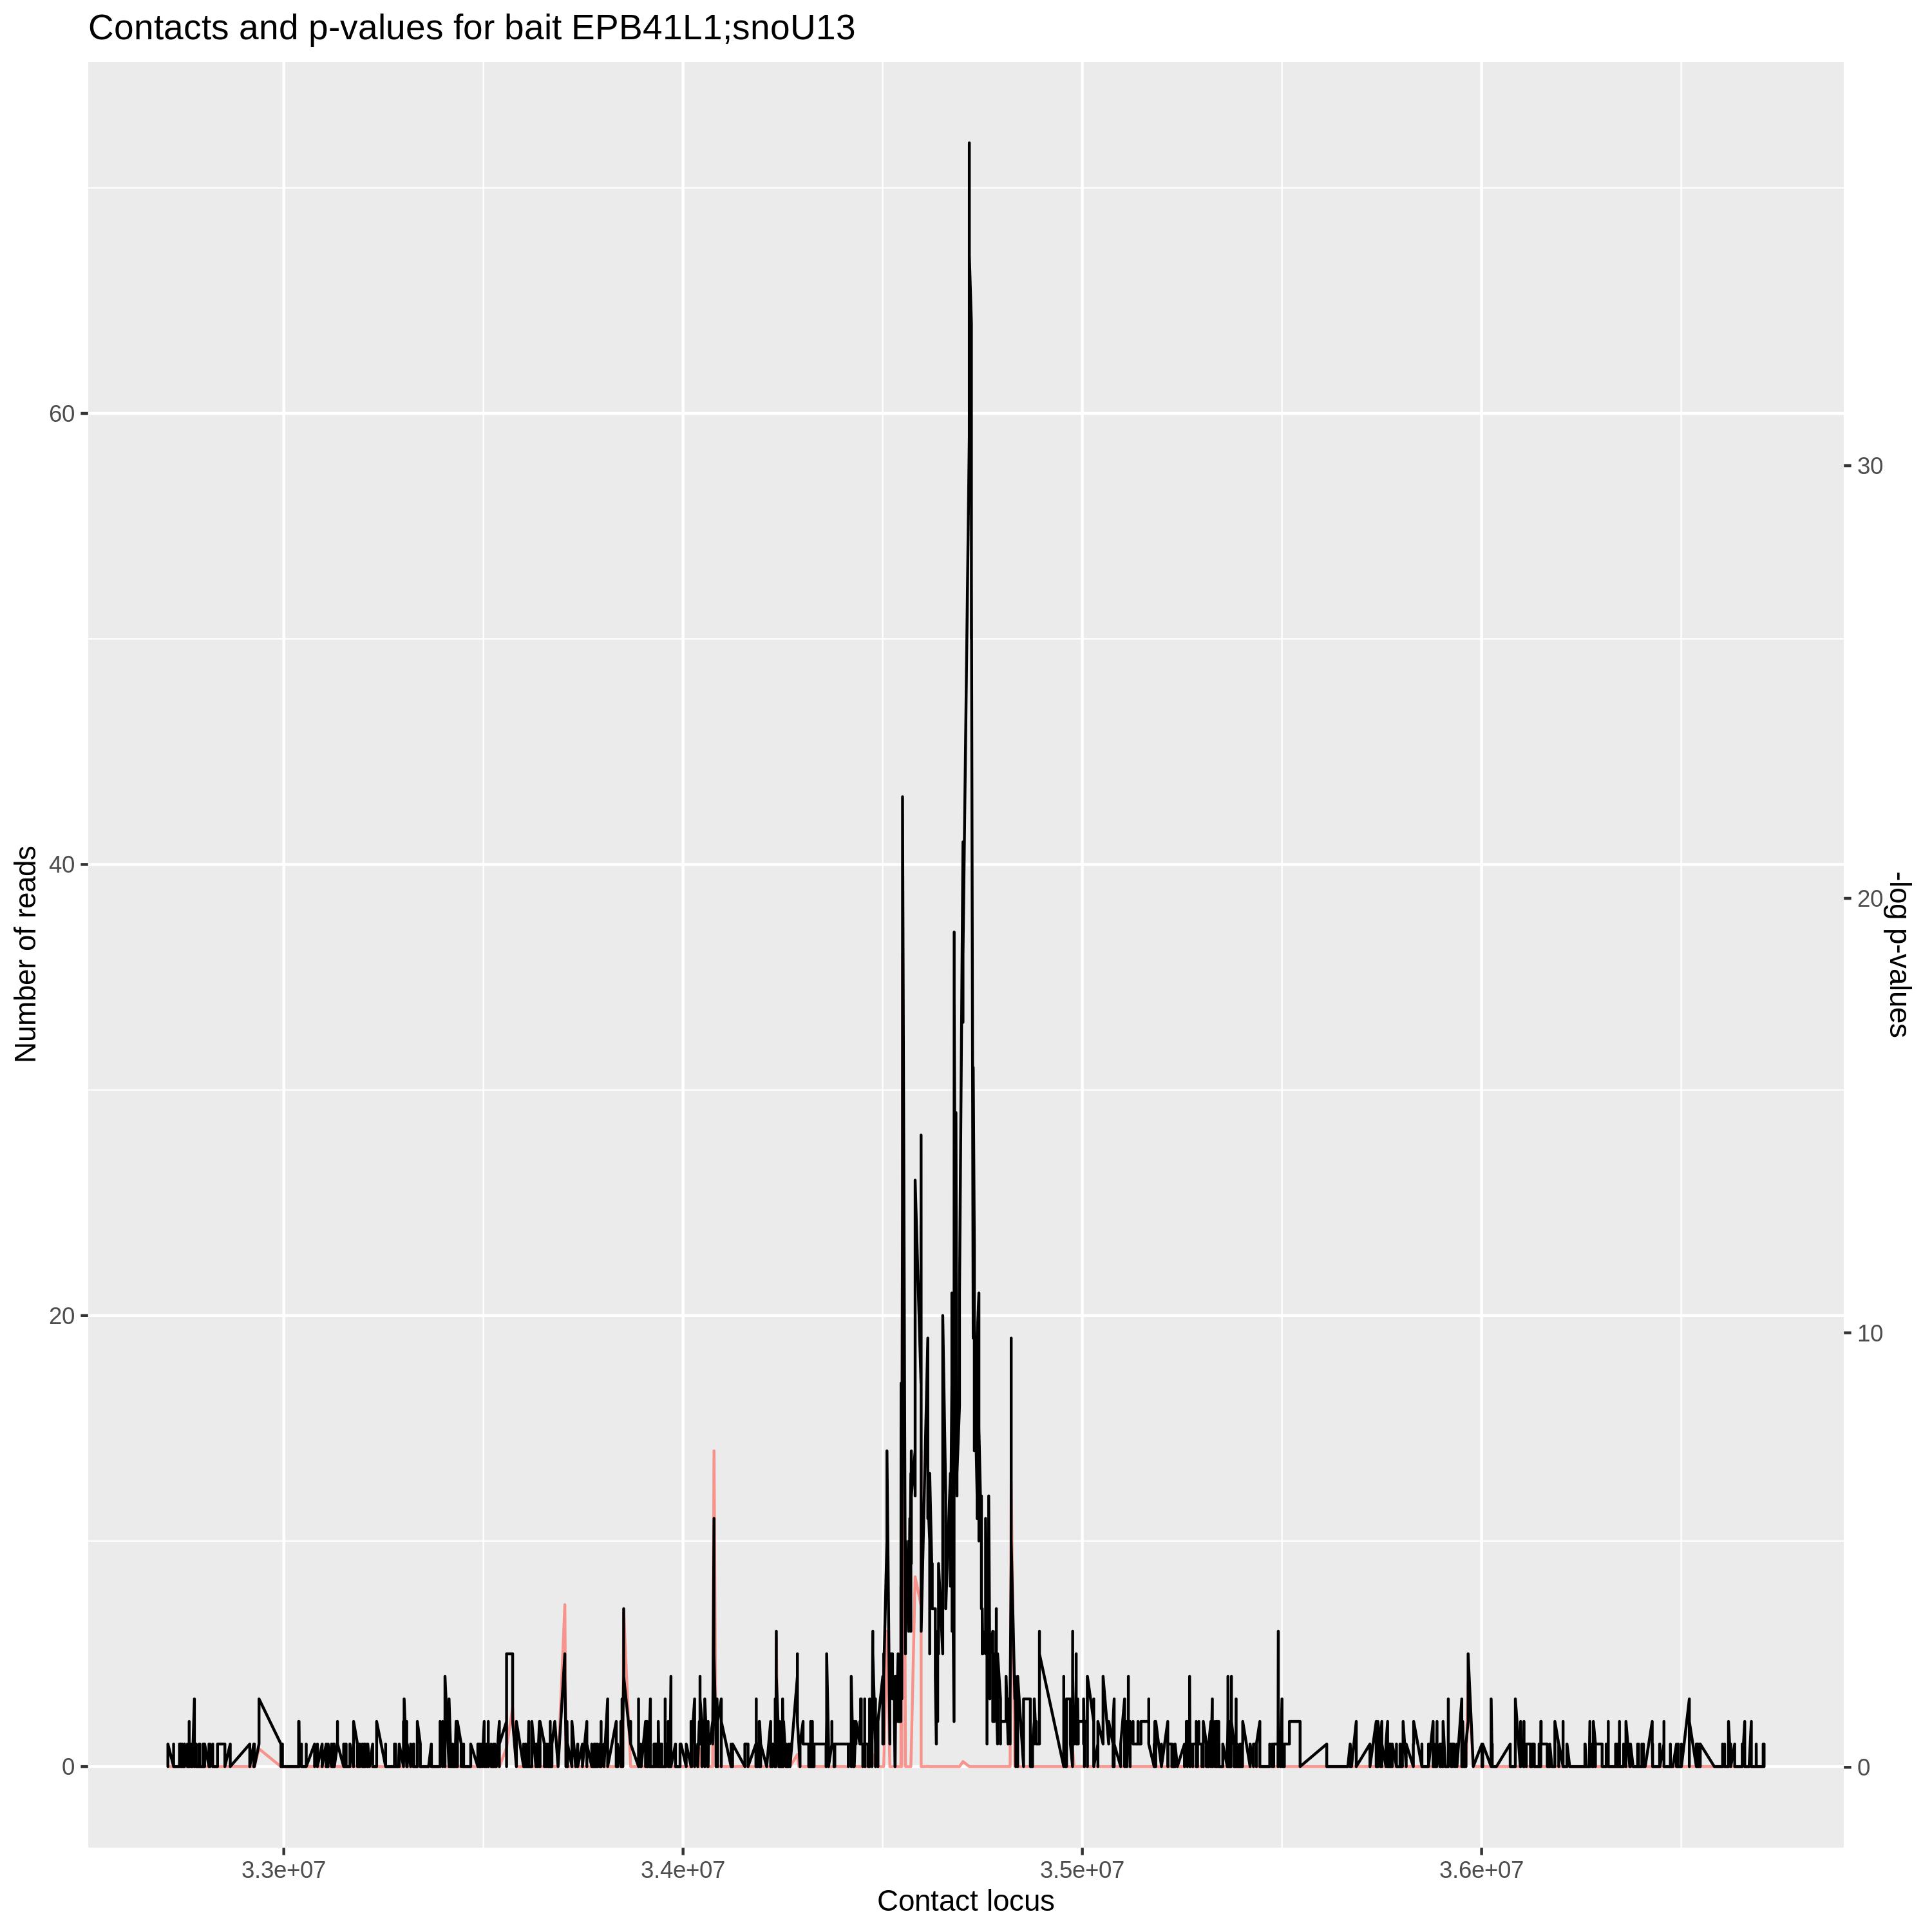 Contacts and p-values for bait EPB41L1;snoU13
Number of reads
60
40
20
0
30
20
10
0
-log p-values
3.3e+07 3.4e+07 3.5e+07 3.6e+07
Contact locus